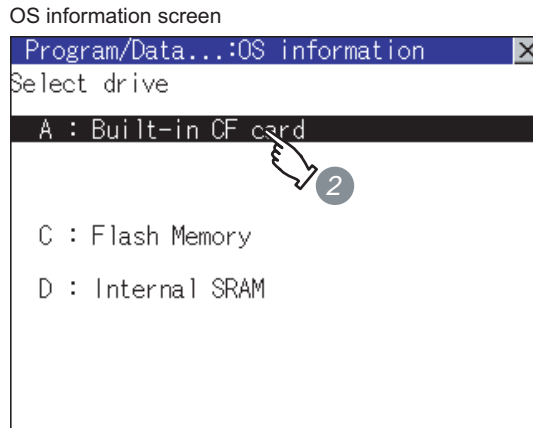 OS information screen
Program/Data...:OS information
Select drive
A : Built-in CF card
2
C : Flash Memory
D : Internal SRAM